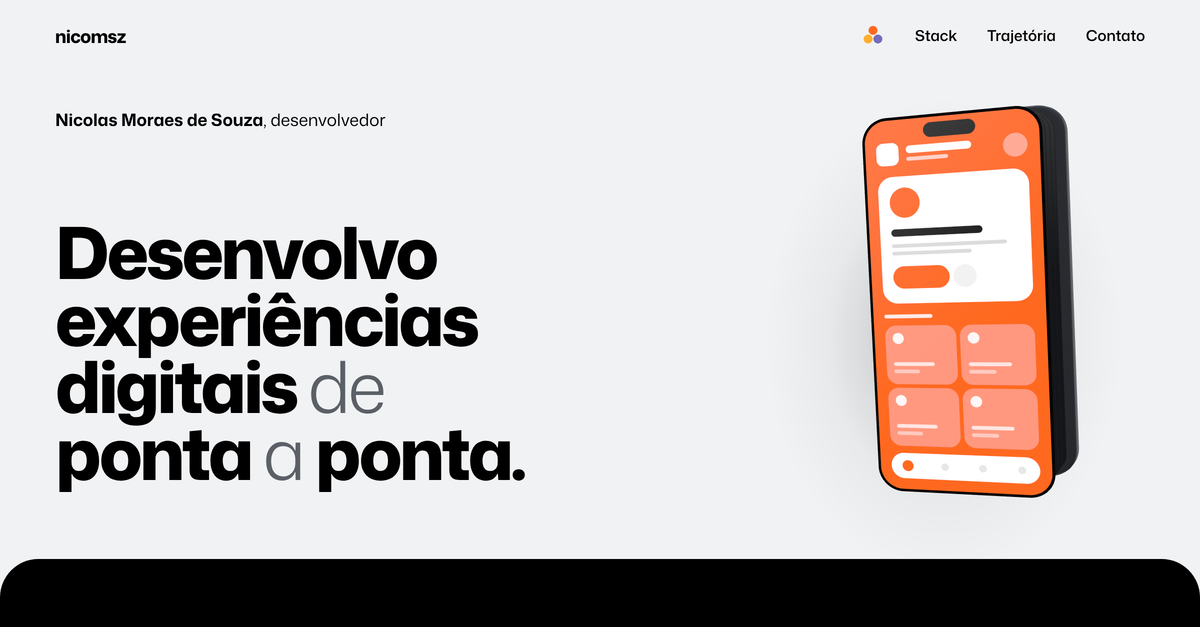 nicomsz
Stack
Trajetória
Contato
Nicolas Moraes de Souza, desenvolvedor
Desenvolvo
experiências
digitais de
ponta a ponta.